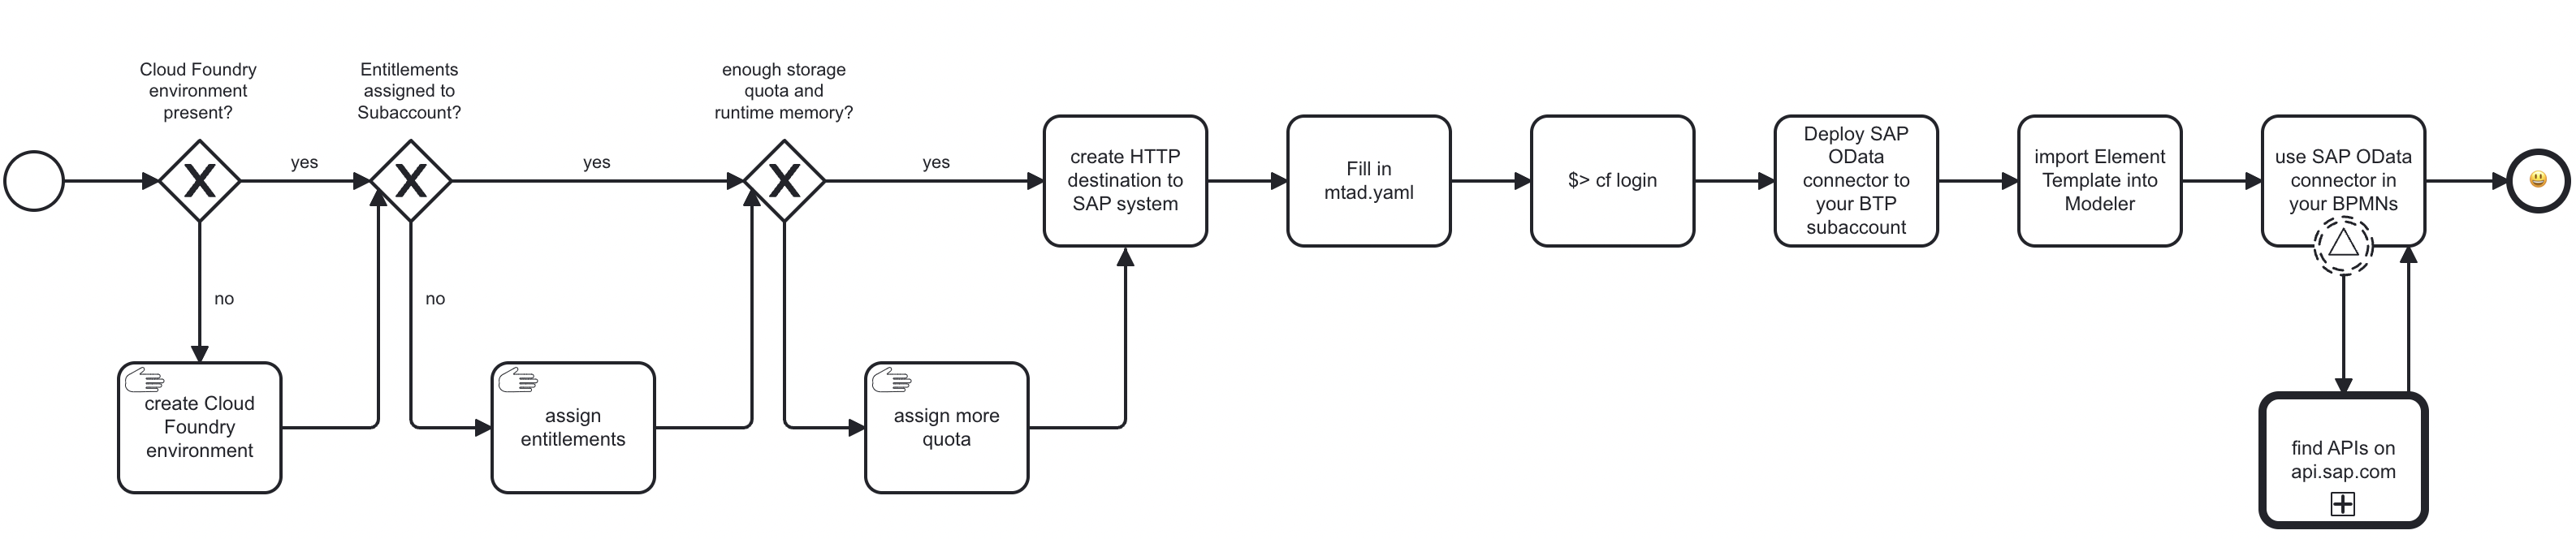 Cloud Foundry
environment
present?
Entitlements
assigned to
Subaccount?
enough storage
quota and
runtime memory?
X
yes
X
yes
X
yes
create HTTP
destination to
SAP system
Fill in
mtad.yaml
$> cf login
Deploy SAP
OData
connector to
your BTP
subaccount
import Element
Template into
Modeler
use SAP OData
connector in
your BPMNs
no
no
create Cloud
Foundry
environment
assign
entitlements
assign more
quota
find APIs on
api.sap.com